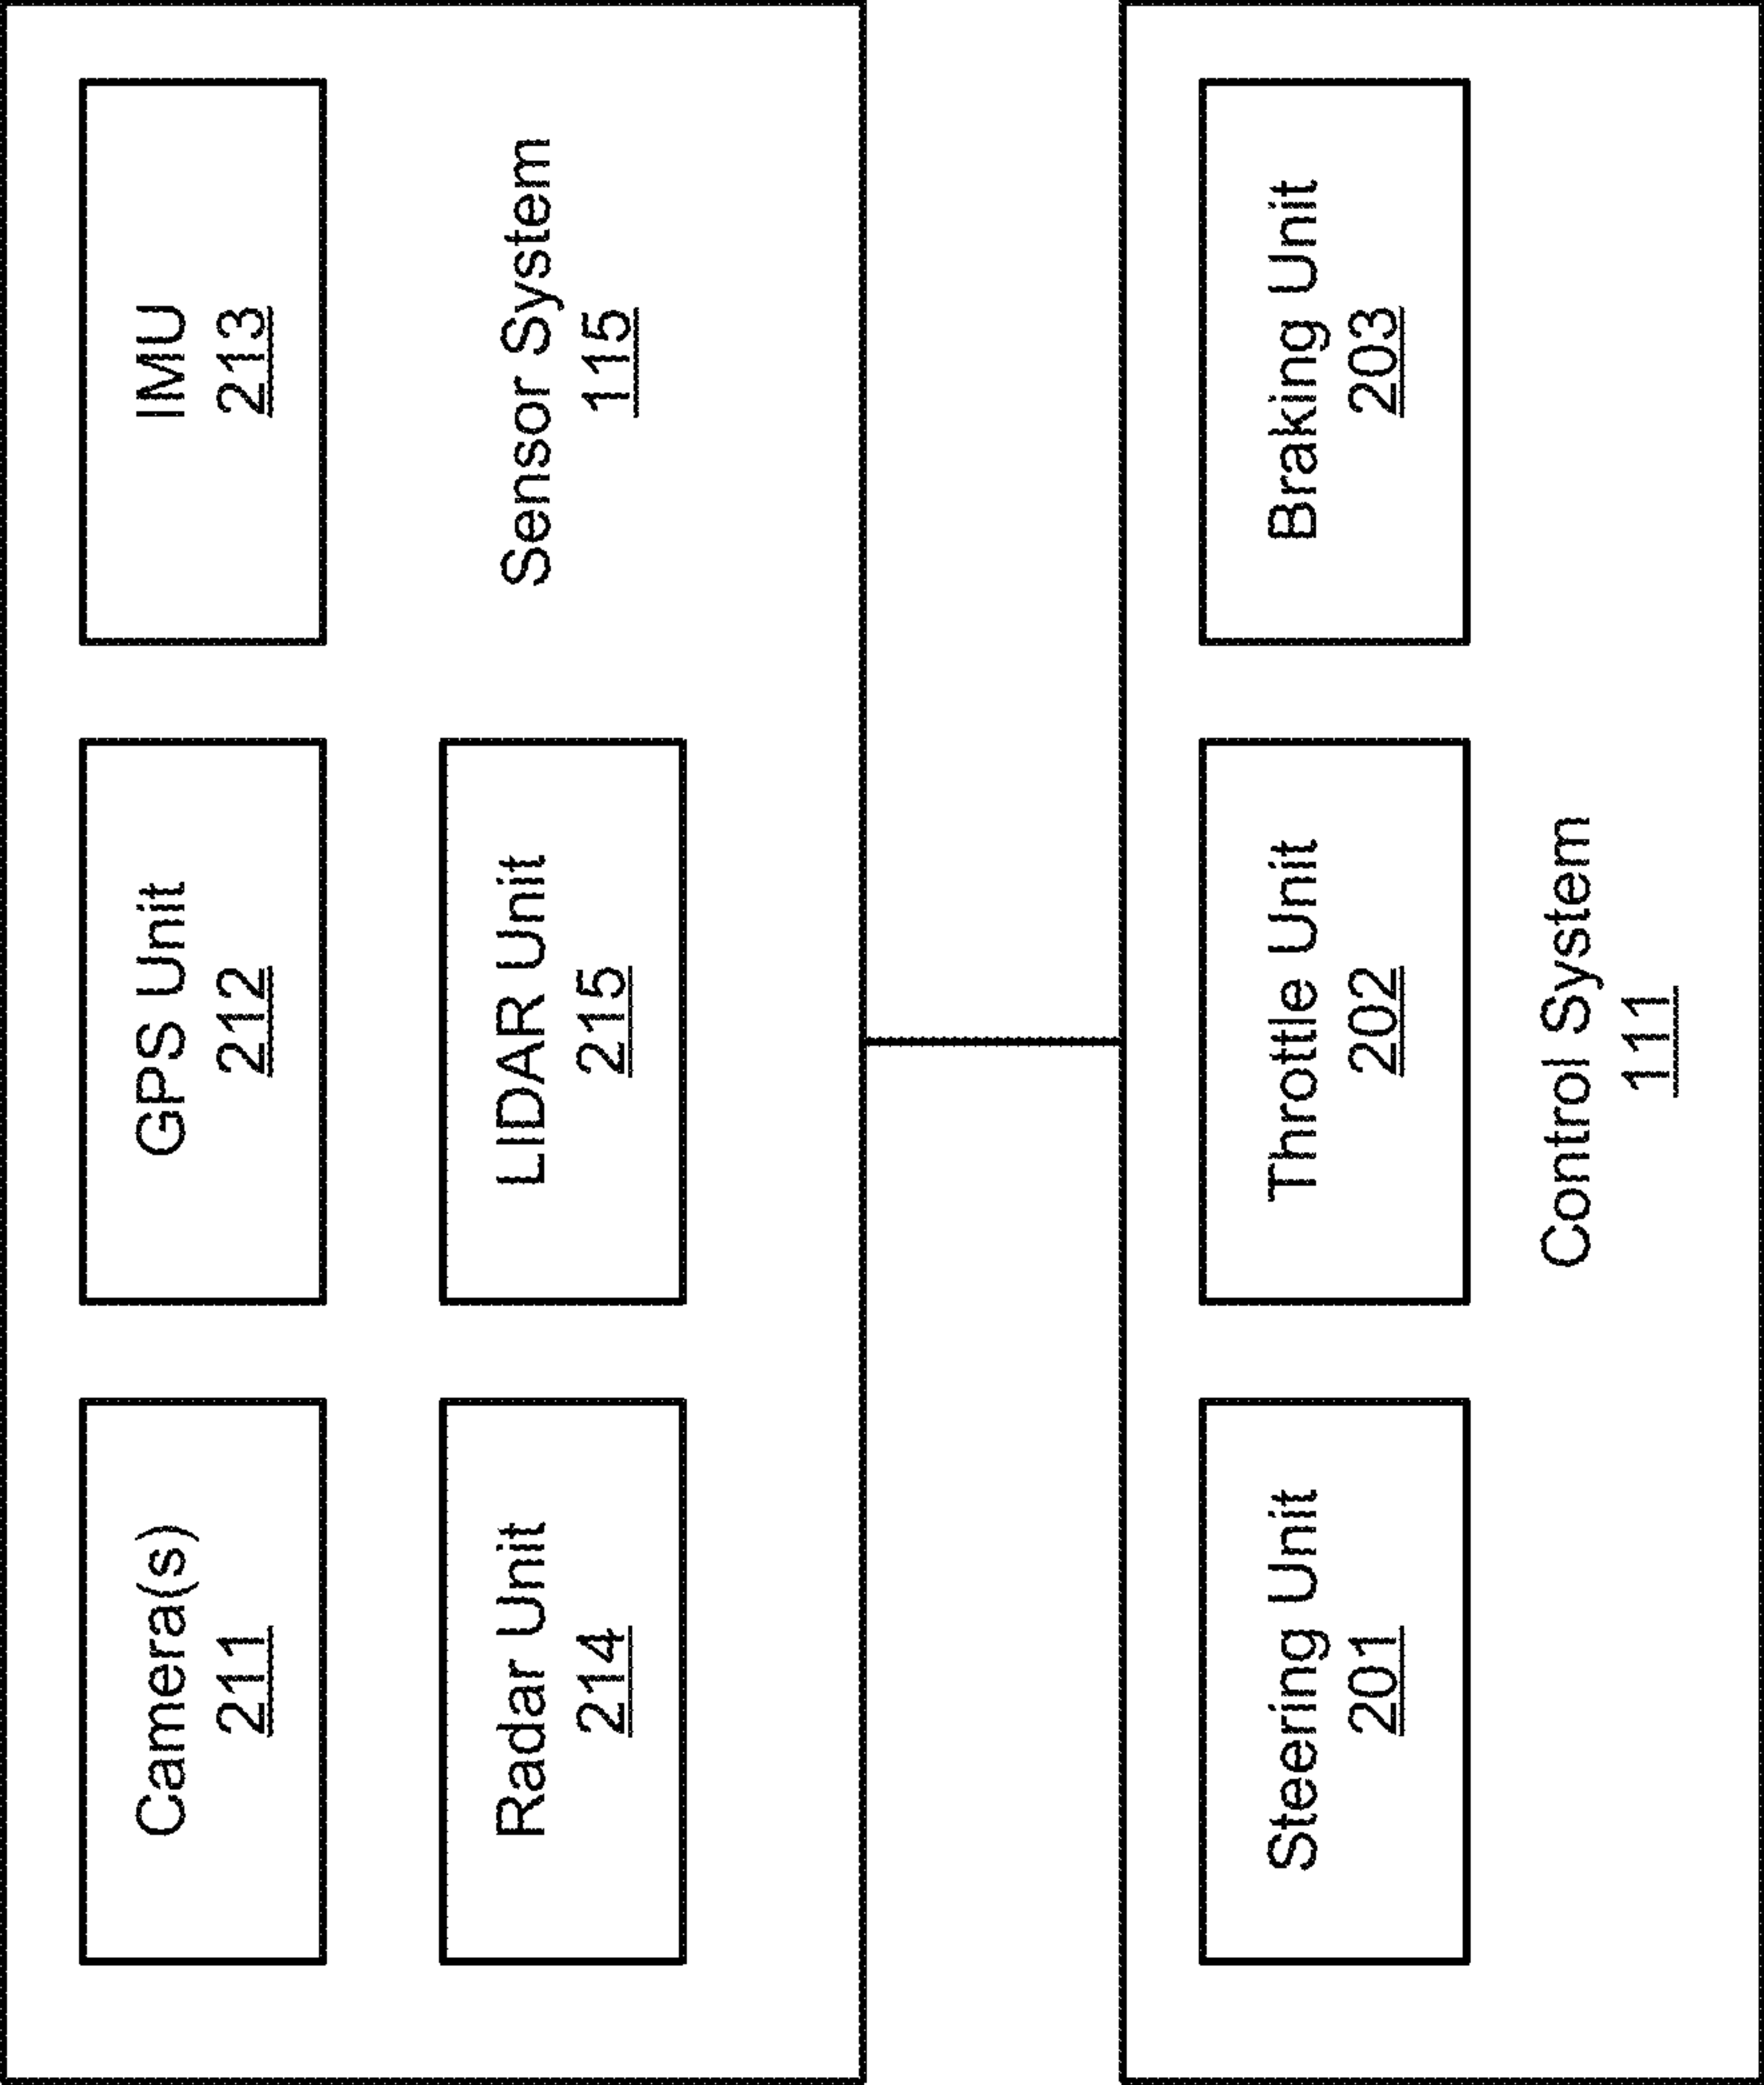 Camera(s)
211
GPS Unit
212
IMU
213
Radar Unit
214
LIDAR Unit
215
Sensor System
115
Steering Unit
201
Throttle Unit
202
Braking Unit
203
Control System
111